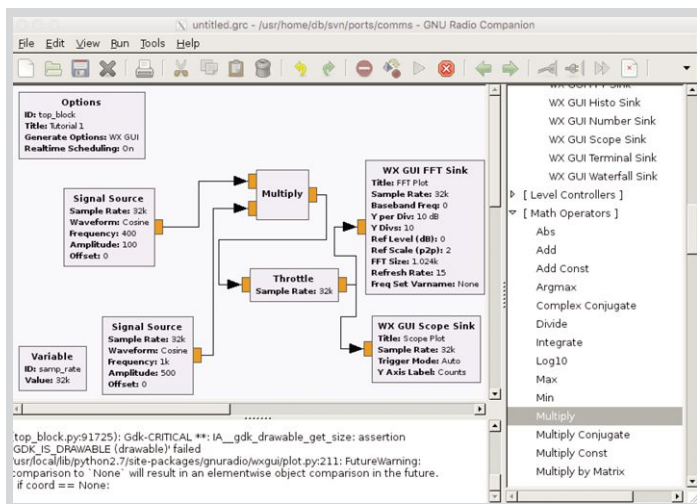 untitled.grc - /usr/home/db/svn/ports/comms - GNU Radio Companion
File Edit View Run Tools Help
Options
ID: top_block
Title: Tutorial 1
Generate Options: WX GUI
Realtime Scheduling: On
Signal Source
Sample Rate: 32k
Waveform: Cosine
Frequency: 400
Amplitude: 100
Offset: 0
Multiply
WX GUI FFT Sink
Title: FFT Plot
Sample Rate: 32k
Baseband Freq: 0
Y per Div: 10 dB
Y Divs: 10
Ref Level (dB): 0
Ref Scale (p2p): 2
FFT Size: 1.024k
Refresh Rate: 15
Freq Set Varname: None
Throttle
Sample Rate: 32k
Signal Source
Sample Rate: 32k
Waveform: Cosine
Frequency: 1k
Amplitude: 500
Offset: 0
WX GUI Scope Sink
Title: Scope Plot
Sample Rate: 32k
Trigger Mode: Auto
Y Axis Label: Counts
Variable
ID: samp_rate
Value: 32k
WX GUI FFT Sink
WX GUI Histo Sink
WX GUI Number Sink
WX GUI Scope Sink
WX GUI Terminal Sink
WX GUI Waterfall Sink
[ Level Controllers ]
[ Math Operators ]
Abs
Add
Add Const
Argmax
Complex Conjugate
Divide
Integrate
Log10
Max
Min
Multiply
Multiply Conjugate
Multiply Const
Multiply by Matrix
top_block.py:91725): Gdk-CRITICAL **: IA__gdk_drawable_get_size: assertion
GDK_IS_DRAWABLE (drawable)' failed
usr/local/lib/python2.7/site-packages/gnuradio/wxgui/plot.py:211: FutureWarning:
comparison to `None` will result in an elementwise object comparison in the future.
if coord == None: